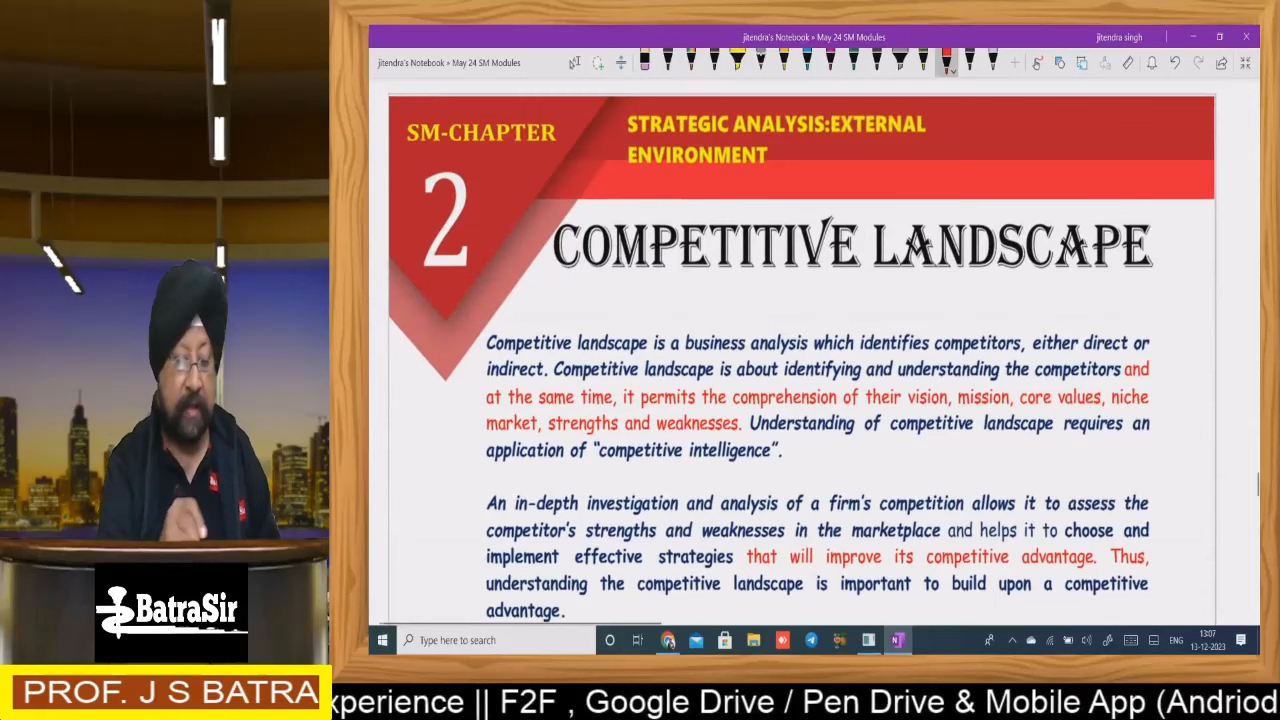 jitendra's Notebook » May 24 SM Modules
jitendra singh
jitendra's Notebook » May 24 SM Modules
SM-CHAPTER
2
STRATEGIC ANALYSIS:EXTERNAL
ENVIRONMENT
COMPETITIVE LANDSCAPE
Competitive landscape is a business analysis which identifies competitors, either direct or
indirect. Competitive landscape is about identifying and understanding the competitors and
at the same time, it permits the comprehension of their vision, mission, core values, niche
market, strengths and weaknesses. Understanding of competitive landscape requires an
application of “competitive intelligence”.
An in-depth investigation and analysis of a firm’s competition allows it to assess the
competitor’s strengths and weaknesses in the marketplace and helps it to choose and
implement effective strategies that will improve its competitive advantage. Thus,
understanding the competitive landscape is important to build upon a competitive
advantage.
Type here to search
ENG
13:07
13-12-2023
BatraSir
PROF. J S BATRA
xperience || F2F , Google Drive / Pen Drive & Mobile App (Andriod